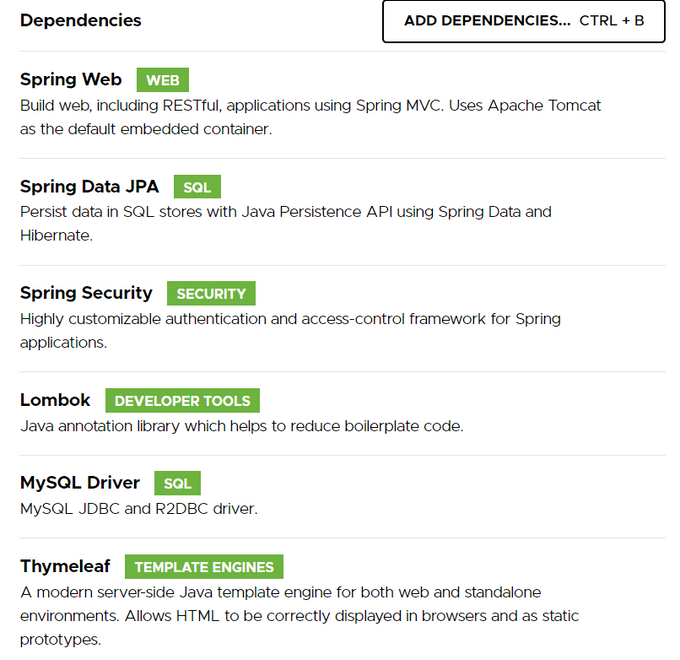 Dependencies
ADD DEPENDENCIES... CTRL + B
Spring Web WEB
Build web, including RESTful, applications using Spring MVC. Uses Apache Tomcat
as the default embedded container.
Spring Data JPA SQL
Persist data in SQL stores with Java Persistence API using Spring Data and
Hibernate.
Spring Security SECURITY
Highly customizable authentication and access-control framework for Spring
applications.
Lombok DEVELOPER TOOLS
Java annotation library which helps to reduce boilerplate code.
MySQL Driver SQL
MySQL JDBC and R2DBC driver.
Thymeleaf TEMPLATE ENGINES
A modern server-side Java template engine for both web and standalone
environments. Allows HTML to be correctly displayed in browsers and as static
prototypes.